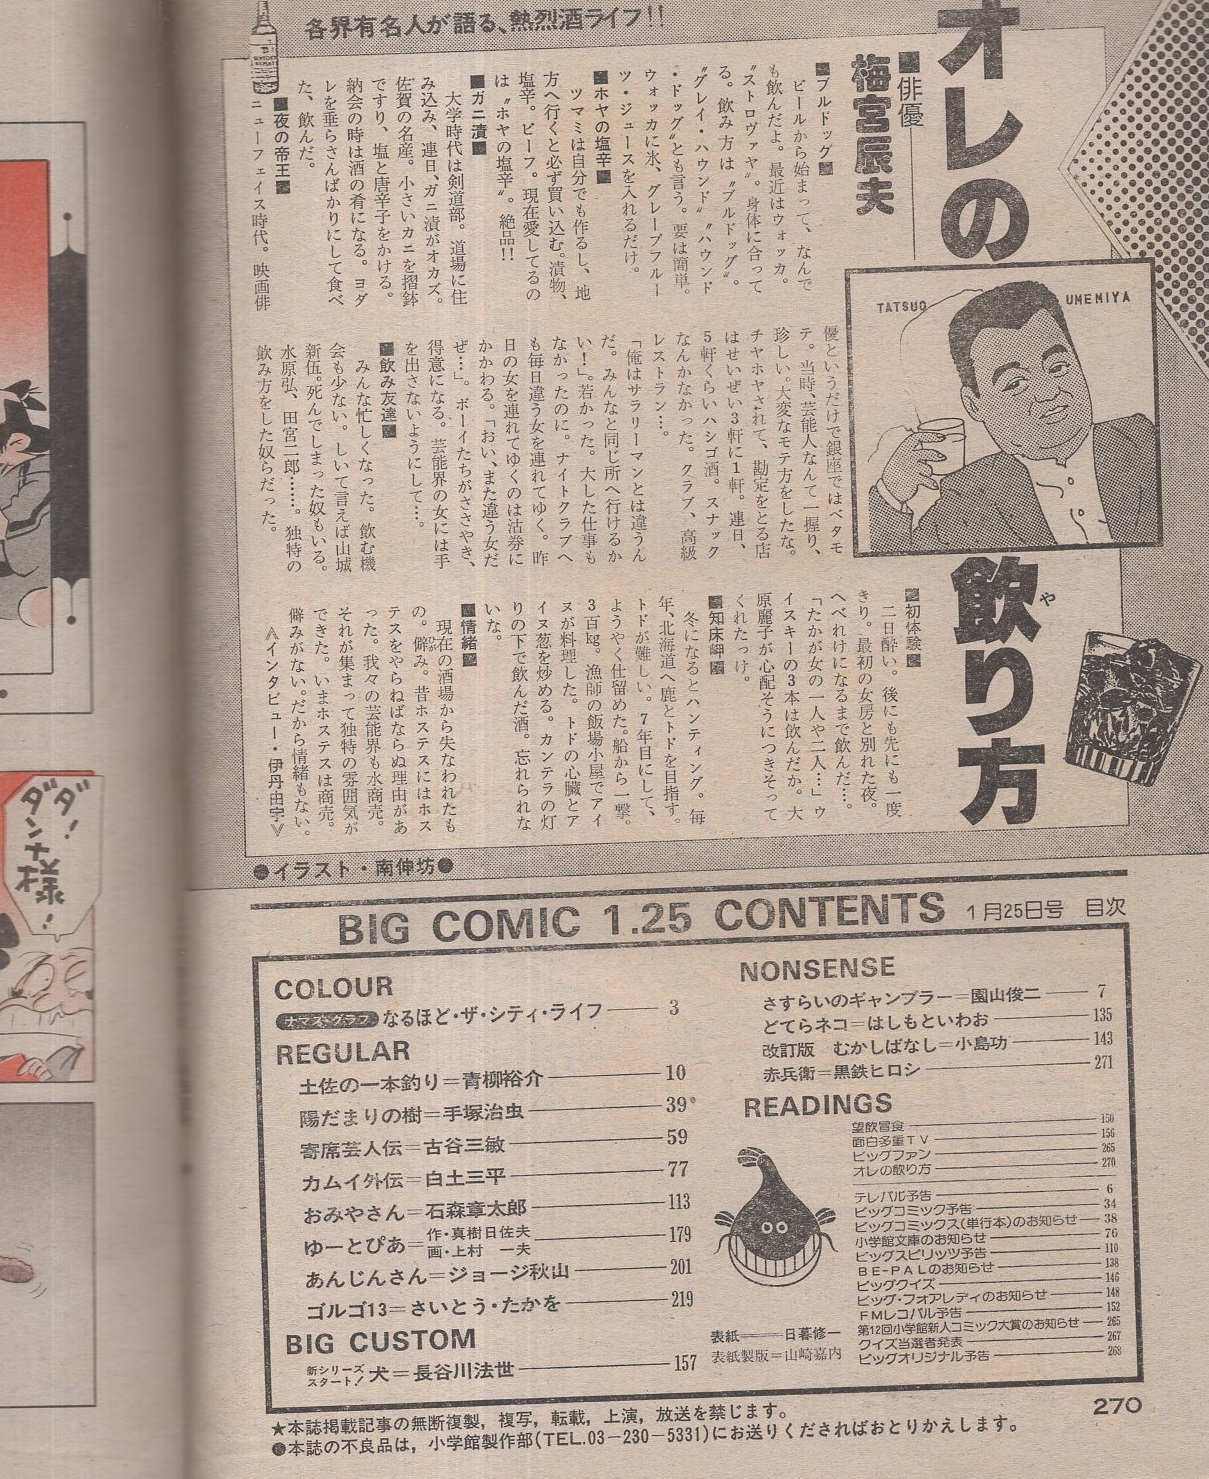 各界有名人が語る、熱烈酒ライフ!!
オレの飲り方
や
■俳優
梅宮辰夫
TATSUO
UMEMIYA
■ブルドッグ■
ビールから始まって、なんで
も飲んだよ。最近はウォッカ。
"ストロヴァヤ"。身体に合って
る。飲み方は"ブルドッグ"。
"グレイ・ハウンド""ハウンド
・ドッグ"とも言う。要は簡単。
ウォッカに氷、グレープフルー
ツ・ジュースを入れるだけ。
■ホヤの塩辛■
ツマミは自分でも作るし、地
方へ行くと必ず買い込む。漬物、
塩辛。ビーフ。現在愛してるの
は"ホヤの塩辛"。絶品!!
■ガニ漬■
大学時代は剣道部。道場に住
み込み、連日、ガニ漬がオカズ。
佐賀の名産。小さいカニを摺鉢
ですり、塩と唐辛子をかける。
納会の時は酒の肴になる。ヨダ
レを垂らさんばかりにして食べ
た、飲んだ。
■夜の帝王■
ニューフェイス時代。映画俳
優というだけで銀座ではベタモ
テ。当時、芸能人なんて一握り、
珍しい。大変なモテ方をしたな。
チヤホヤされて、勘定をとる店
はせいぜい3軒に1軒。連日、
5軒くらいハシゴ酒。スナック
なんかなかった。クラブ、高級
レストラン…。
「俺はサラリーマンとは違うん
だ。みんなと同じ所へ行けるか
い!」。若かった。大した仕事も
なかったのに。ナイトクラブへ
も毎日違う女を連れてゆく。昨
日の女を連れてゆくのは沽券に
かかわる。「おい、また違う女だ
ぜ…」。ボーイたちがささやき、
得意になる。芸能界の女には手
を出さないようにして…。
■飲み友達■
みんな忙しくなった。飲む機
会も少ない。しいて言えば山城
新伍。死んでしまった奴もいる。
水原弘、田宮二郎……。独特の
飲み方をした奴らだった。
■初体験■
二日酔い。後にも先にも一度
きり。最初の女房と別れた夜。
へべれけになるまで飲んだ…。
「たかが女の一人や二人…」ウ
イスキーの3本は飲んだか。大
原麗子が心配そうにつきそって
くれたっけ。
■知床岬■
冬になるとハンティング。毎
年、北海道へ鹿とトドを目指す。
トドが難しい。7年目にして、
ようやく仕留めた。船から一撃。
3百kg。漁師の飯場小屋でアイ
ヌが料理した。トドの心臓とア
イヌ葱を炒める。カンテラの灯
りの下で飲んだ酒。忘れられな
いな。
■情緒■
現在の酒場から失なわれたも
の。僻み。昔ホステスにはホス
ひが
テスをやらねばならぬ理由があ
った。我々の芸能界も水商売。
それが集まって独特の雰囲気が
できた。いまホステスは商売。
僻みがない。だから情緒もない。
《インタビュー・伊丹由宇》
●イラスト・南伸坊●
ダダ!
ダンナ様!
BIG COMIC 1.25 CONTENTS 1月25日号 目次
COLOUR
ナマズ・グラフ なるほど・ザ・シティ・ライフ 3
REGULAR
土佐の一本釣り=青柳裕介 10
陽だまりの樹=手塚治虫 39
寄席芸人伝=古谷三敏 59
カムイ外伝=白土三平 77
おみやさん=石森章太郎 113
ゆーとぴあ=作・真樹日佐夫 画・上村一夫 179
あんじんさん=ジョージ秋山 201
ゴルゴ13=さいとう・たかを 219
BIG CUSTOM
新シリーズスタート! 犬=長谷川法世 157
NONSENSE
さすらいのギャンブラー=園山俊二 7
どてらネコ=はしもといわお 135
改訂版 むかしばなし=小島功 143
赤兵衛=黒鉄ヒロシ 271
READINGS
望飲冒食 150
面白多重TV 156
ビッグファン 265
オレの飲り方 270
テレパル予告 6
ビッグコミック予告 34
ビッグコミックス(単行本)のお知らせ 38
小学館文庫のお知らせ 76
ビッグスピリッツ予告 110
BE-PALのお知らせ 138
ビッグクイズ 146
ビッグ・フォアレディのお知らせ 148
FMレコパル予告 152
第12回小学館新人コミック大賞のお知らせ 265
クイズ当選者発表 267
ビッグオリジナル予告 268
表紙――日暮修一
表紙製版=山崎嘉内
270
★本誌掲載記事の無断複製，複写，転載，上演，放送を禁じます。
●本誌の不良品は，小学館製作部(TEL.03-230-5331)にお送りくださればおとりかえします。